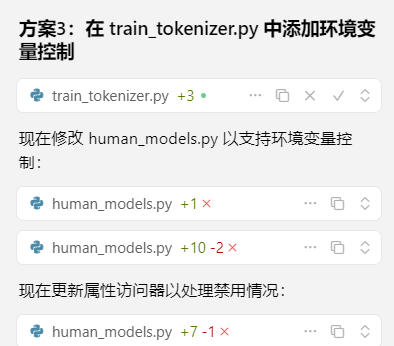 方案3：在 train_tokenizer.py 中添加环境变
量控制
train_tokenizer.py +3
现在修改 human_models.py 以支持环境变量控
制：
human_models.py +1
human_models.py +10 -2
现在更新属性访问器以处理禁用情况：
human_models.py +7 -1